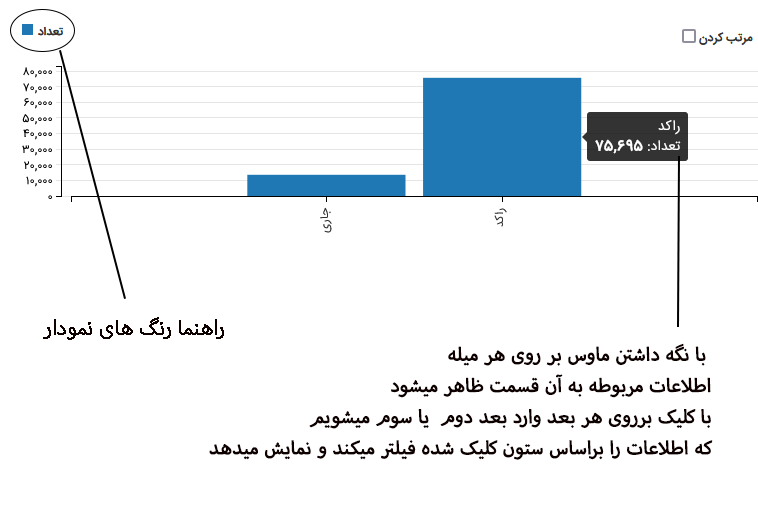 تعداد
مرتب کردن
۸۰,۰۰۰
۷۰,۰۰۰
۶۰,۰۰۰
۵۰,۰۰۰
۴۰,۰۰۰
۳۰,۰۰۰
۲۰,۰۰۰
۱۰,۰۰۰
۰
راکد
تعداد: ۷۵,۶۹۵
جاری
راکد
راهنما رنگ های نمودار
با نگه داشتن ماوس بر روی هر میله
اطلاعات مربوطه به آن قسمت ظاهر میشود
با کلیک برروی هر بعد وارد بعد دوم یا سوم میشویم
که اطلاعات را براساس ستون کلیک شده فیلتر میکند و نمایش میدهد